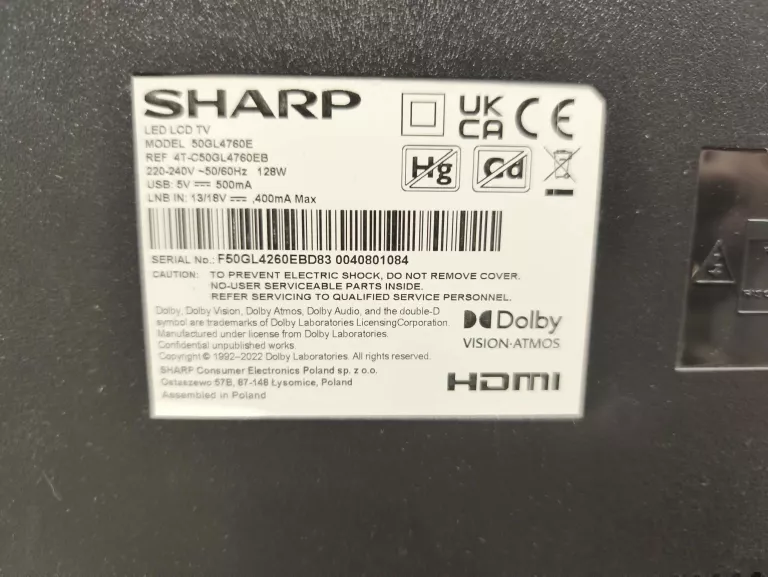 SHARP
LED LCD TV
MODEL 50GL4760E
REF 4T-C50GL4760EB
220-240V ~50/60Hz 128W
USB: 5V ⎓ 500mA
LNB IN: 13/18V ⎓ ,400mA Max
UK
CA CE
Hg Cd
SERIAL No.: F50GL4260EBD83 0040801084
CAUTION: TO PREVENT ELECTRIC SHOCK, DO NOT REMOVE COVER.
NO-USER SERVICEABLE PARTS INSIDE.
REFER SERVICING TO QUALIFIED SERVICE PERSONNEL.
Dolby, Dolby Vision, Dolby Atmos, Dolby Audio, and the double-D
symbol are trademarks of Dolby Laboratories LicensingCorporation.
Manufactured under license from Dolby Laboratories.
Confidential unpublished works.
Copyright © 1992-2022 Dolby Laboratories. All rights reserved.
Dolby
VISION·ATMOS
SHARP Consumer Electronics Poland sp. z o.o.
Ostaszewo 57B, 87-148 Łysomice, Poland
Assembled in Poland
HDMI